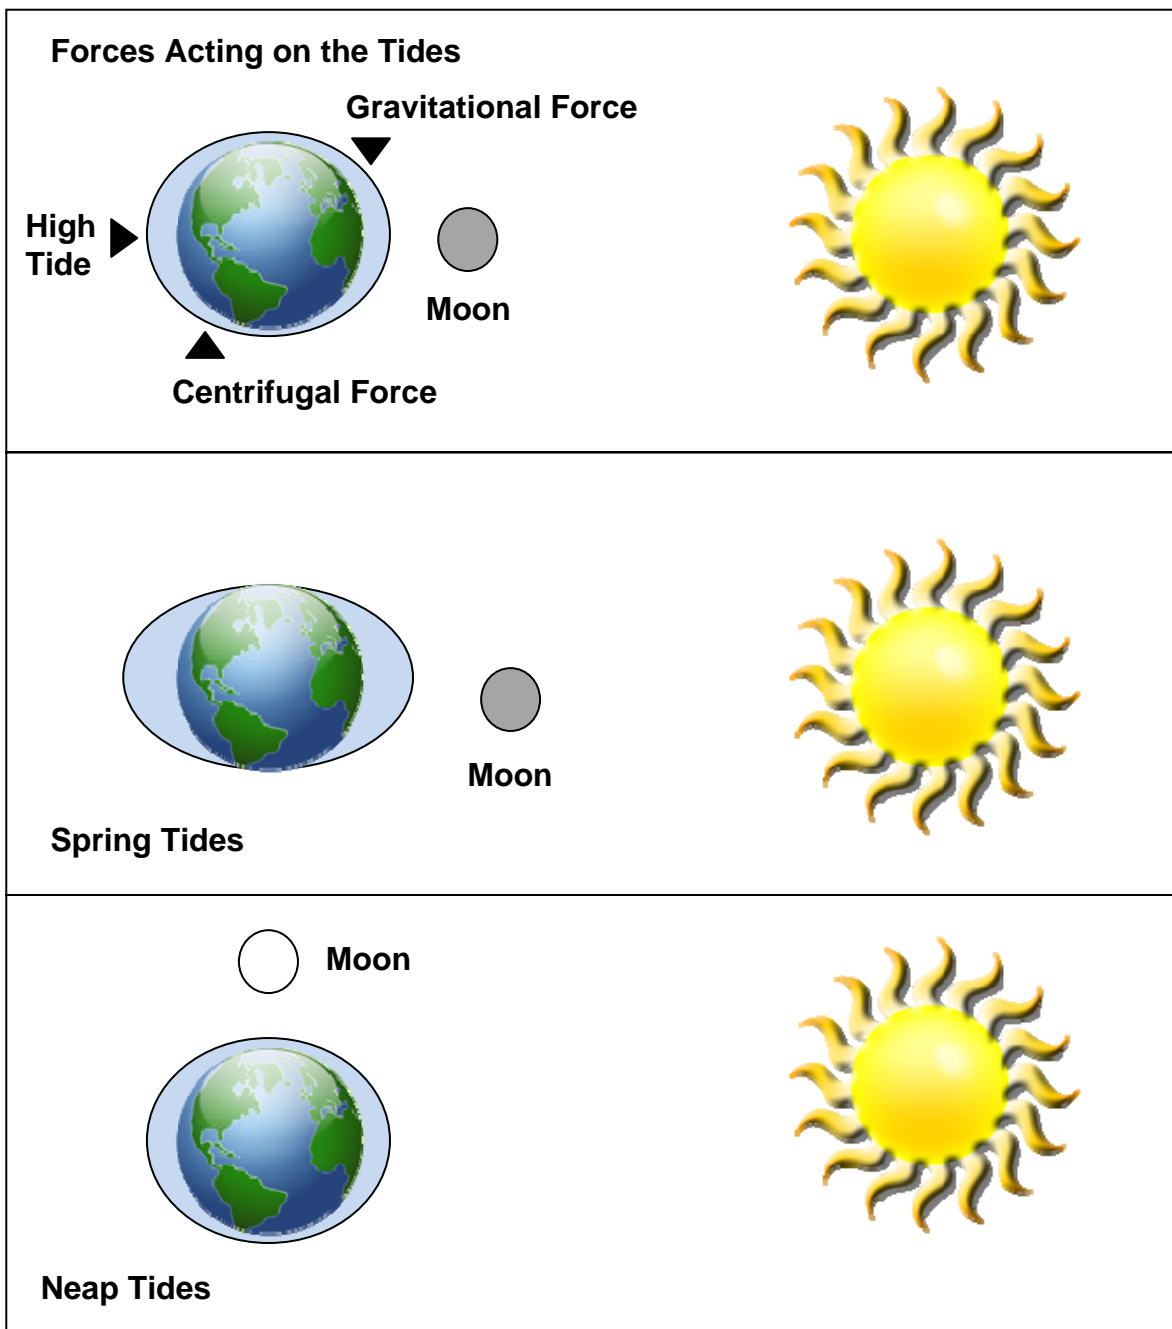 Forces Acting on the Tides
Gravitational Force
High
Tide
Moon
Centrifugal Force
Moon
Spring Tides
Moon
Neap Tides